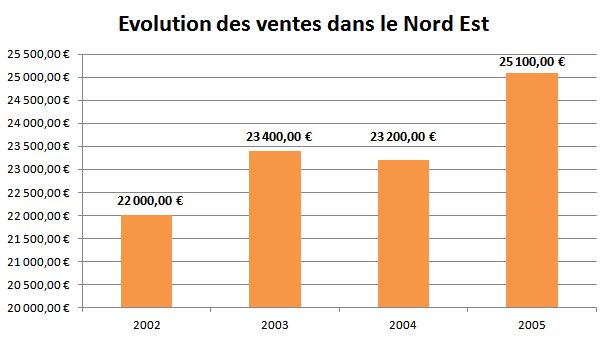 Evolution des ventes dans le Nord Est
25 500,00 €
25 000,00 €
24 500,00 €
24 000,00 €
23 500,00 €
23 000,00 €
22 500,00 €
22 000,00 €
21 500,00 €
21 000,00 €
20 500,00 €
20 000,00 €
22 000,00 €
23 400,00 €
23 200,00 €
25 100,00 €
2002 2003 2004 2005